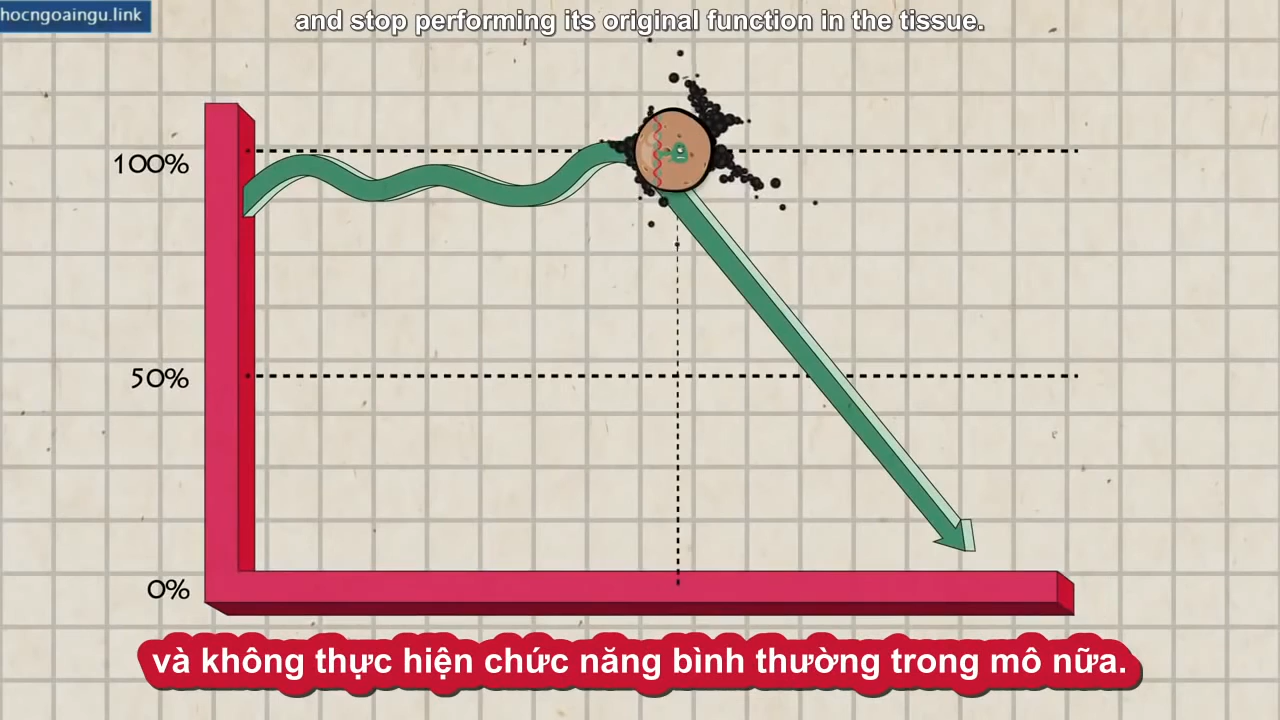 hocngoaingu.link
and stop performing its original function in the tissue.
100%
50%
0%
và không thực hiện chức năng bình thường trong mô nữa.